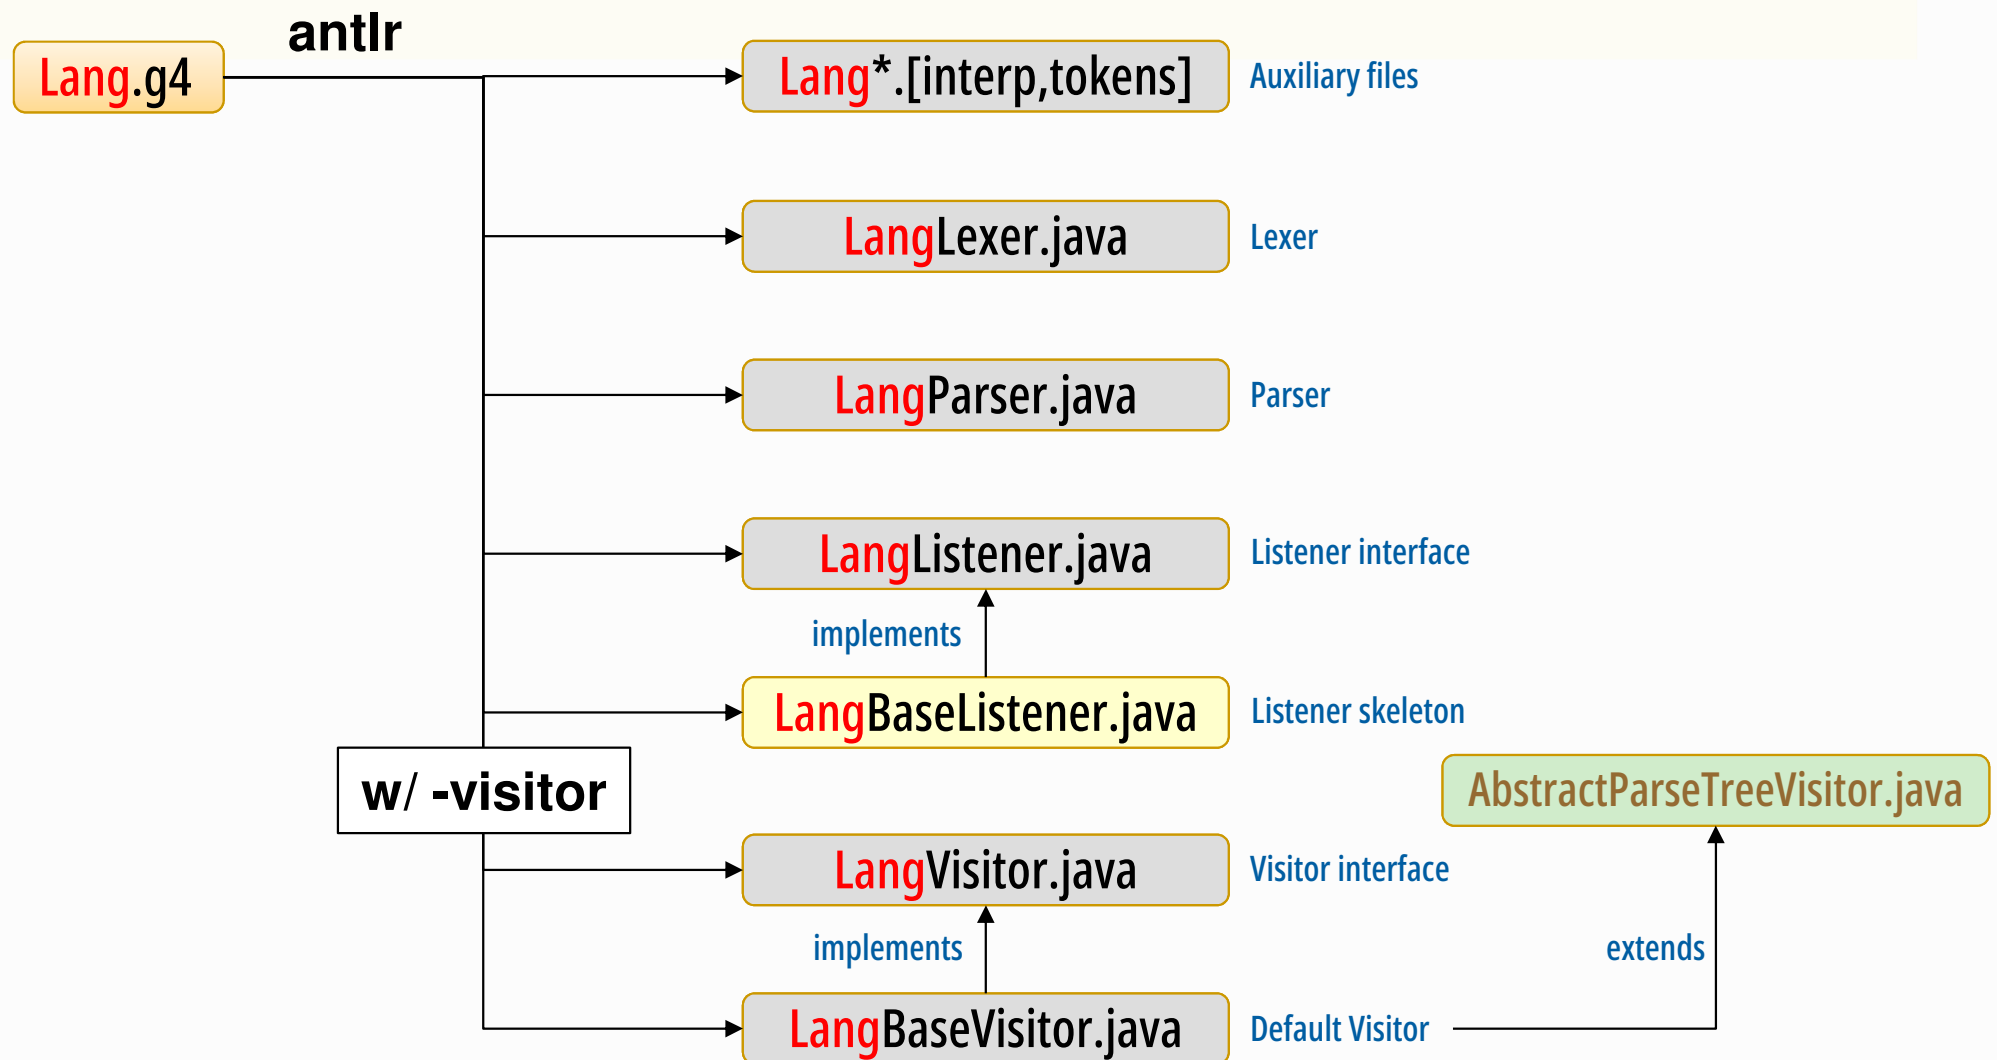 antlr
Lang.g4
Lang*.[interp,tokens] Auxiliary files
LangLexer.java Lexer
LangParser.java Parser
LangListener.java Listener interface
implements
LangBaseListener.java Listener skeleton
w/ -visitor
AbstractParseTreeVisitor.java
LangVisitor.java Visitor interface
implements
extends
LangBaseVisitor.java Default Visitor